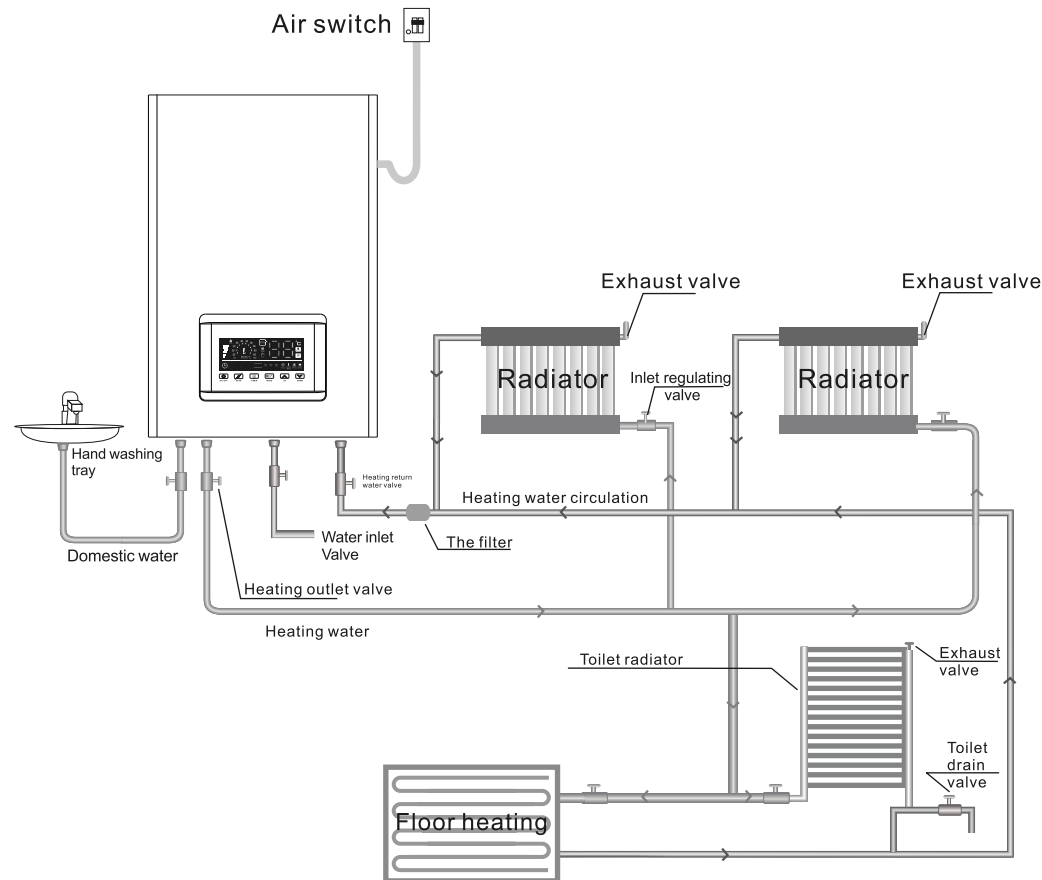 Air switch
Exhaust valve
Exhaust valve
Radiator
Inlet regulating
valve
Radiator
Hand washing
tray
Heating return
water valve
Heating water circulation
Domestic water
Water inlet
Valve
The filter
Heating outlet valve
Heating water
Toilet radiator
Exhaust
valve
Toilet
drain
valve
Floor heating